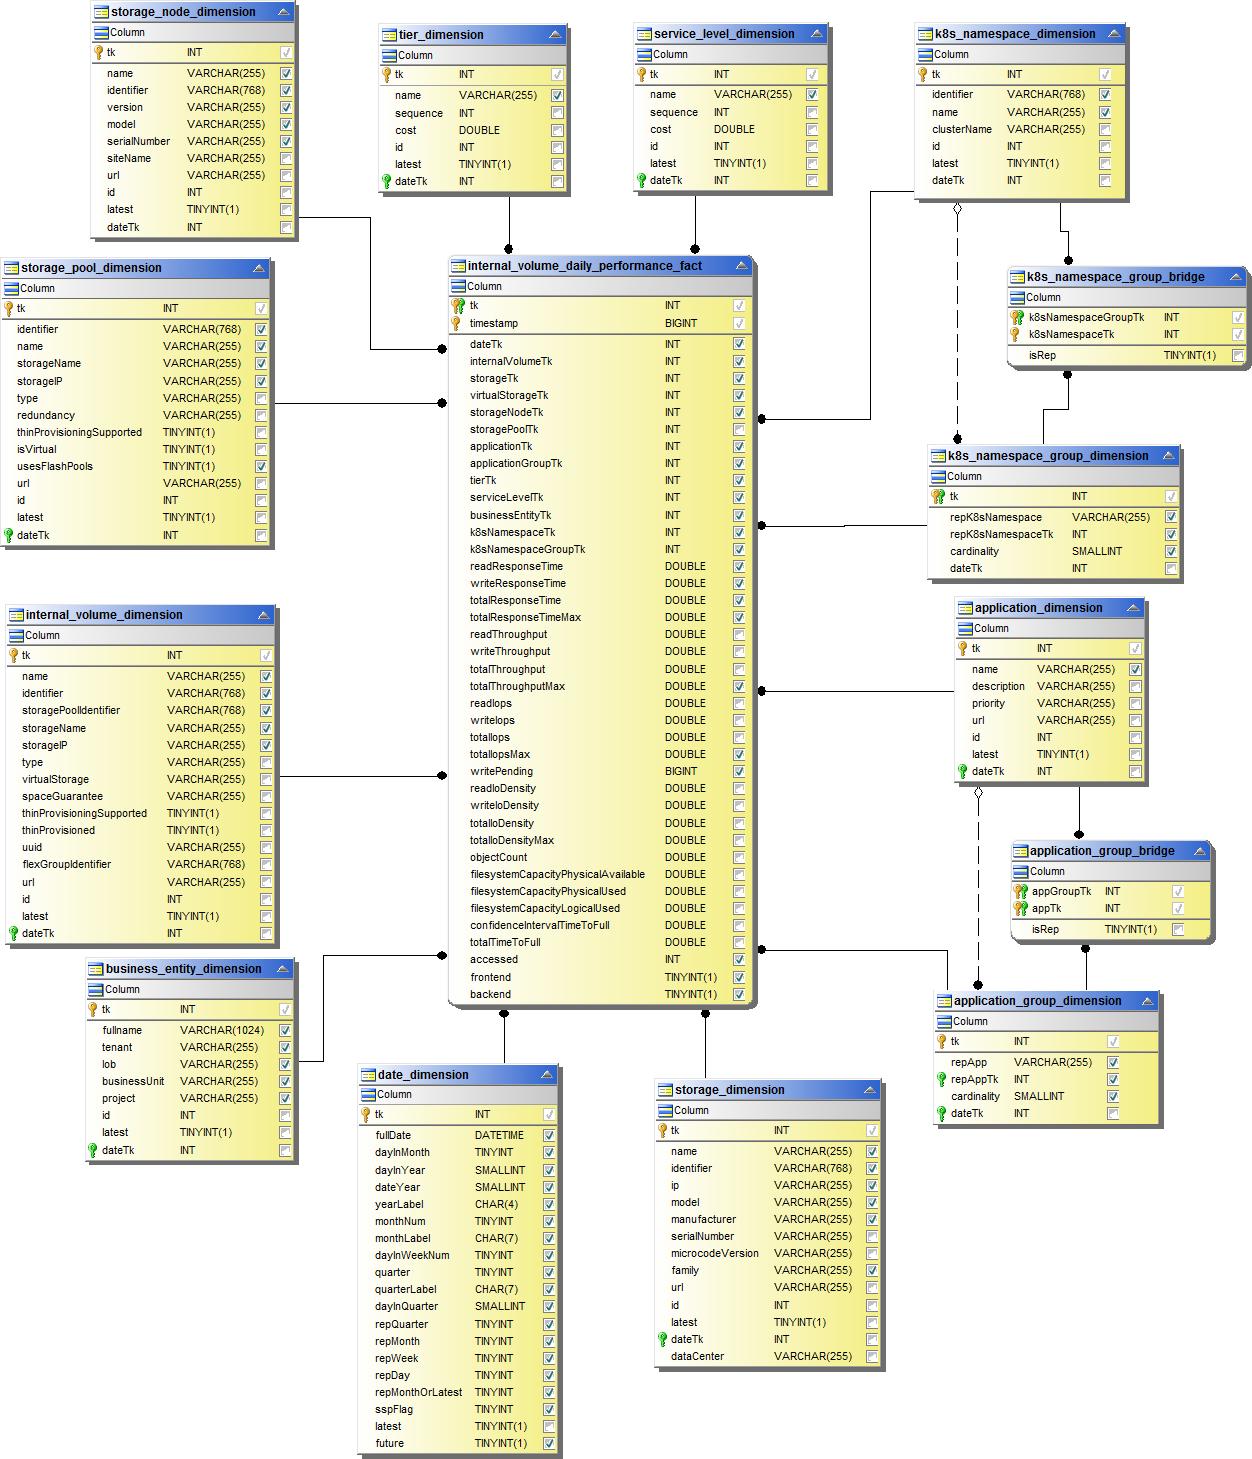 storage_node_dimension
Column
tk INT
name VARCHAR(255)
identifier VARCHAR(768)
version VARCHAR(255)
model VARCHAR(255)
serialNumber VARCHAR(255)
siteName VARCHAR(255)
url VARCHAR(255)
id INT
latest TINYINT(1)
dateTk INT
tier_dimension
Column
tk INT
name VARCHAR(255)
sequence INT
cost DOUBLE
id INT
latest TINYINT(1)
dateTk INT
service_level_dimension
Column
tk INT
name VARCHAR(255)
sequence INT
cost DOUBLE
id INT
latest TINYINT(1)
dateTk INT
k8s_namespace_dimension
Column
tk INT
identifier VARCHAR(768)
name VARCHAR(255)
clusterName VARCHAR(255)
id INT
latest TINYINT(1)
dateTk INT
storage_pool_dimension
Column
tk INT
identifier VARCHAR(768)
name VARCHAR(255)
storageName VARCHAR(255)
storageIP VARCHAR(255)
type VARCHAR(255)
redundancy VARCHAR(255)
thinProvisioningSupported TINYINT(1)
isVirtual TINYINT(1)
usesFlashPools TINYINT(1)
url VARCHAR(255)
id INT
latest TINYINT(1)
dateTk INT
internal_volume_daily_performance_fact
Column
tk INT
timestamp BIGINT
dateTk INT
internalVolumeTk INT
storageTk INT
virtualStorageTk INT
storageNodeTk INT
storagePoolTk INT
applicationTk INT
applicationGroupTk INT
tierTk INT
serviceLevelTk INT
businessEntityTk INT
k8sNamespaceTk INT
k8sNamespaceGroupTk INT
readResponseTime DOUBLE
writeResponseTime DOUBLE
totalResponseTime DOUBLE
totalResponseTimeMax DOUBLE
readThroughput DOUBLE
writeThroughput DOUBLE
totalThroughput DOUBLE
totalThroughputMax DOUBLE
readIops DOUBLE
writeIops DOUBLE
totalIops DOUBLE
totalIopsMax DOUBLE
writePending BIGINT
readIoDensity DOUBLE
writeIoDensity DOUBLE
totalIoDensity DOUBLE
totalIoDensityMax DOUBLE
objectCount DOUBLE
filesystemCapacityPhysicalAvailable DOUBLE
filesystemCapacityPhysicalUsed DOUBLE
filesystemCapacityLogicalUsed DOUBLE
confidenceIntervalTimeToFull DOUBLE
totalTimeToFull DOUBLE
accessed INT
frontend TINYINT(1)
backend TINYINT(1)
k8s_namespace_group_bridge
Column
k8sNamespaceGroupTk INT
k8sNamespaceTk INT
isRep TINYINT(1)
k8s_namespace_group_dimension
Column
tk INT
repK8sNamespace VARCHAR(255)
repK8sNamespaceTk INT
cardinality SMALLINT
dateTk INT
internal_volume_dimension
Column
tk INT
name VARCHAR(255)
identifier VARCHAR(768)
storagePoolIdentifier VARCHAR(768)
storageName VARCHAR(255)
storageIP VARCHAR(255)
type VARCHAR(255)
virtualStorage VARCHAR(255)
spaceGuarantee VARCHAR(255)
thinProvisioningSupported TINYINT(1)
thinProvisioned TINYINT(1)
uuid VARCHAR(255)
flexGroupIdentifier VARCHAR(768)
url VARCHAR(255)
id INT
latest TINYINT(1)
dateTk INT
application_dimension
Column
tk INT
name VARCHAR(255)
description VARCHAR(255)
priority VARCHAR(255)
url VARCHAR(255)
id INT
latest TINYINT(1)
dateTk INT
application_group_bridge
Column
appGroupTk INT
appTk INT
isRep TINYINT(1)
business_entity_dimension
Column
tk INT
fullname VARCHAR(1024)
tenant VARCHAR(255)
lob VARCHAR(255)
businessUnit VARCHAR(255)
project VARCHAR(255)
id INT
latest TINYINT(1)
dateTk INT
application_group_dimension
Column
tk INT
repApp VARCHAR(255)
repAppTk INT
cardinality SMALLINT
dateTk INT
date_dimension
Column
tk INT
fullDate DATETIME
dayInMonth TINYINT
dayInYear SMALLINT
dateYear SMALLINT
yearLabel CHAR(4)
monthNum TINYINT
monthLabel CHAR(7)
dayInWeekNum TINYINT
quarter TINYINT
quarterLabel CHAR(7)
dayInQuarter SMALLINT
repQuarter TINYINT
repMonth TINYINT
repWeek TINYINT
repDay TINYINT
repMonthOrLatest TINYINT
sspFlag TINYINT
latest TINYINT(1)
future TINYINT(1)
storage_dimension
Column
tk INT
name VARCHAR(255)
identifier VARCHAR(768)
ip VARCHAR(255)
model VARCHAR(255)
manufacturer VARCHAR(255)
serialNumber VARCHAR(255)
microcodeVersion VARCHAR(255)
family VARCHAR(255)
url VARCHAR(255)
id INT
latest TINYINT(1)
dateTk INT
dataCenter VARCHAR(255)